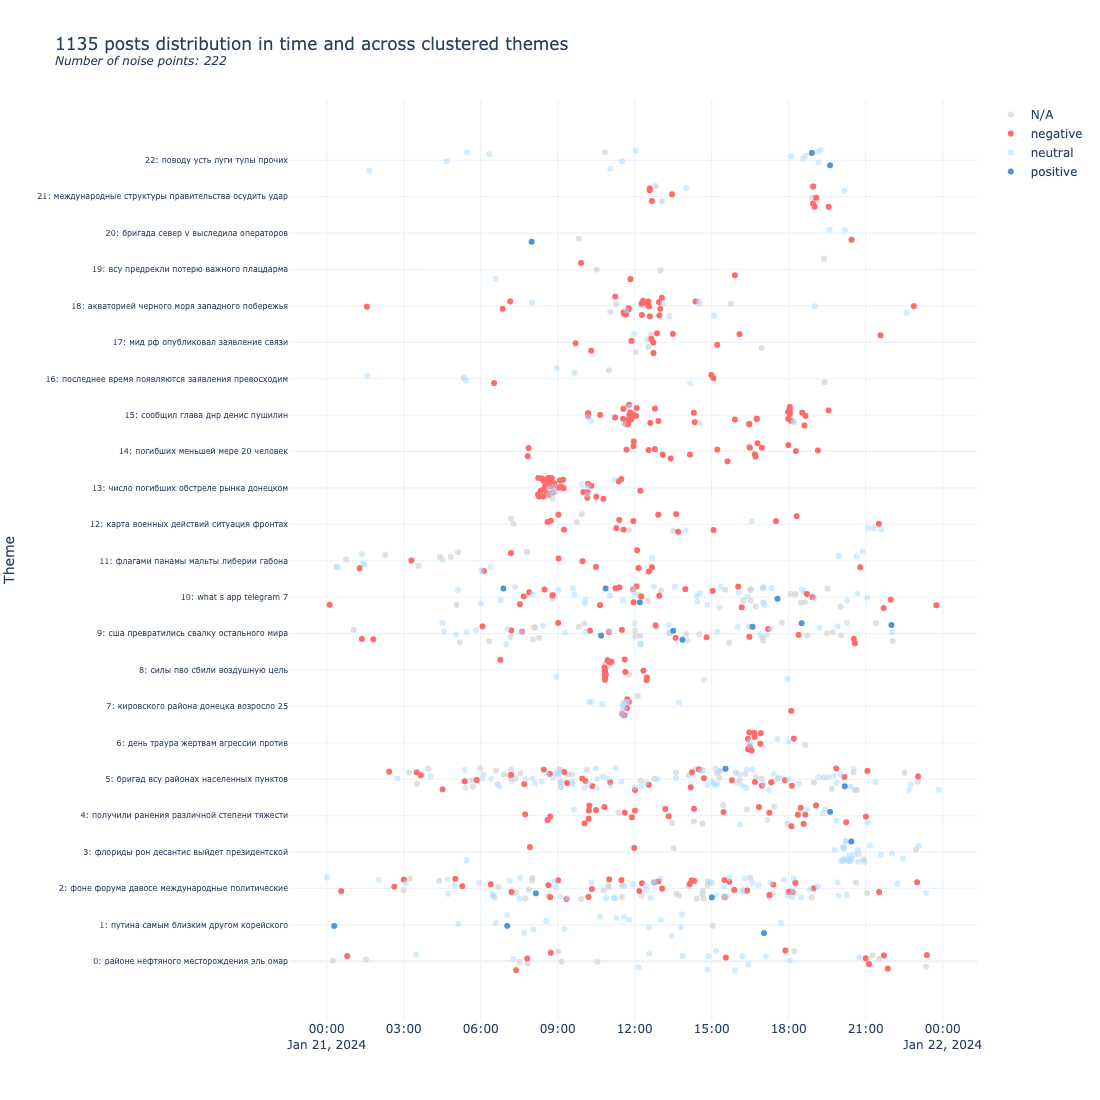 1135 posts distribution in time and across clustered themes
Number of noise points: 222
N/A
negative
neutral
positive
Theme
22: поводу усть луги тулы прочих
21: международные структуры правительства осудить удар
20: бригада север v выследила операторов
19: всу предрекли потерю важного плацдарма
18: акваторией черного моря западного побережья
17: мид рф опубликовал заявление связи
16: последнее время появляются заявления превосходим
15: сообщил глава днр денис пушилин
14: погибших меньшей мере 20 человек
13: число погибших обстреле рынка донецком
12: карта военных действий ситуация фронтах
11: флагами панамы мальты либерии габона
10: what s app telegram 7
9: сша превратились свалку остального мира
8: силы пво сбили воздушную цель
7: кировского района донецка возросло 25
6: день траура жертвам агрессии против
5: бригад всу районах населенных пунктов
4: получили ранения различной степени тяжести
3: флориды рон десантис выйдет президентской
2: фоне форума давосе международные политические
1: путина самым близким другом корейского
0: районе нефтяного месторождения эль омар
00:00 03:00 06:00 09:00 12:00 15:00 18:00 21:00 00:00
Jan 21, 2024 Jan 22, 2024